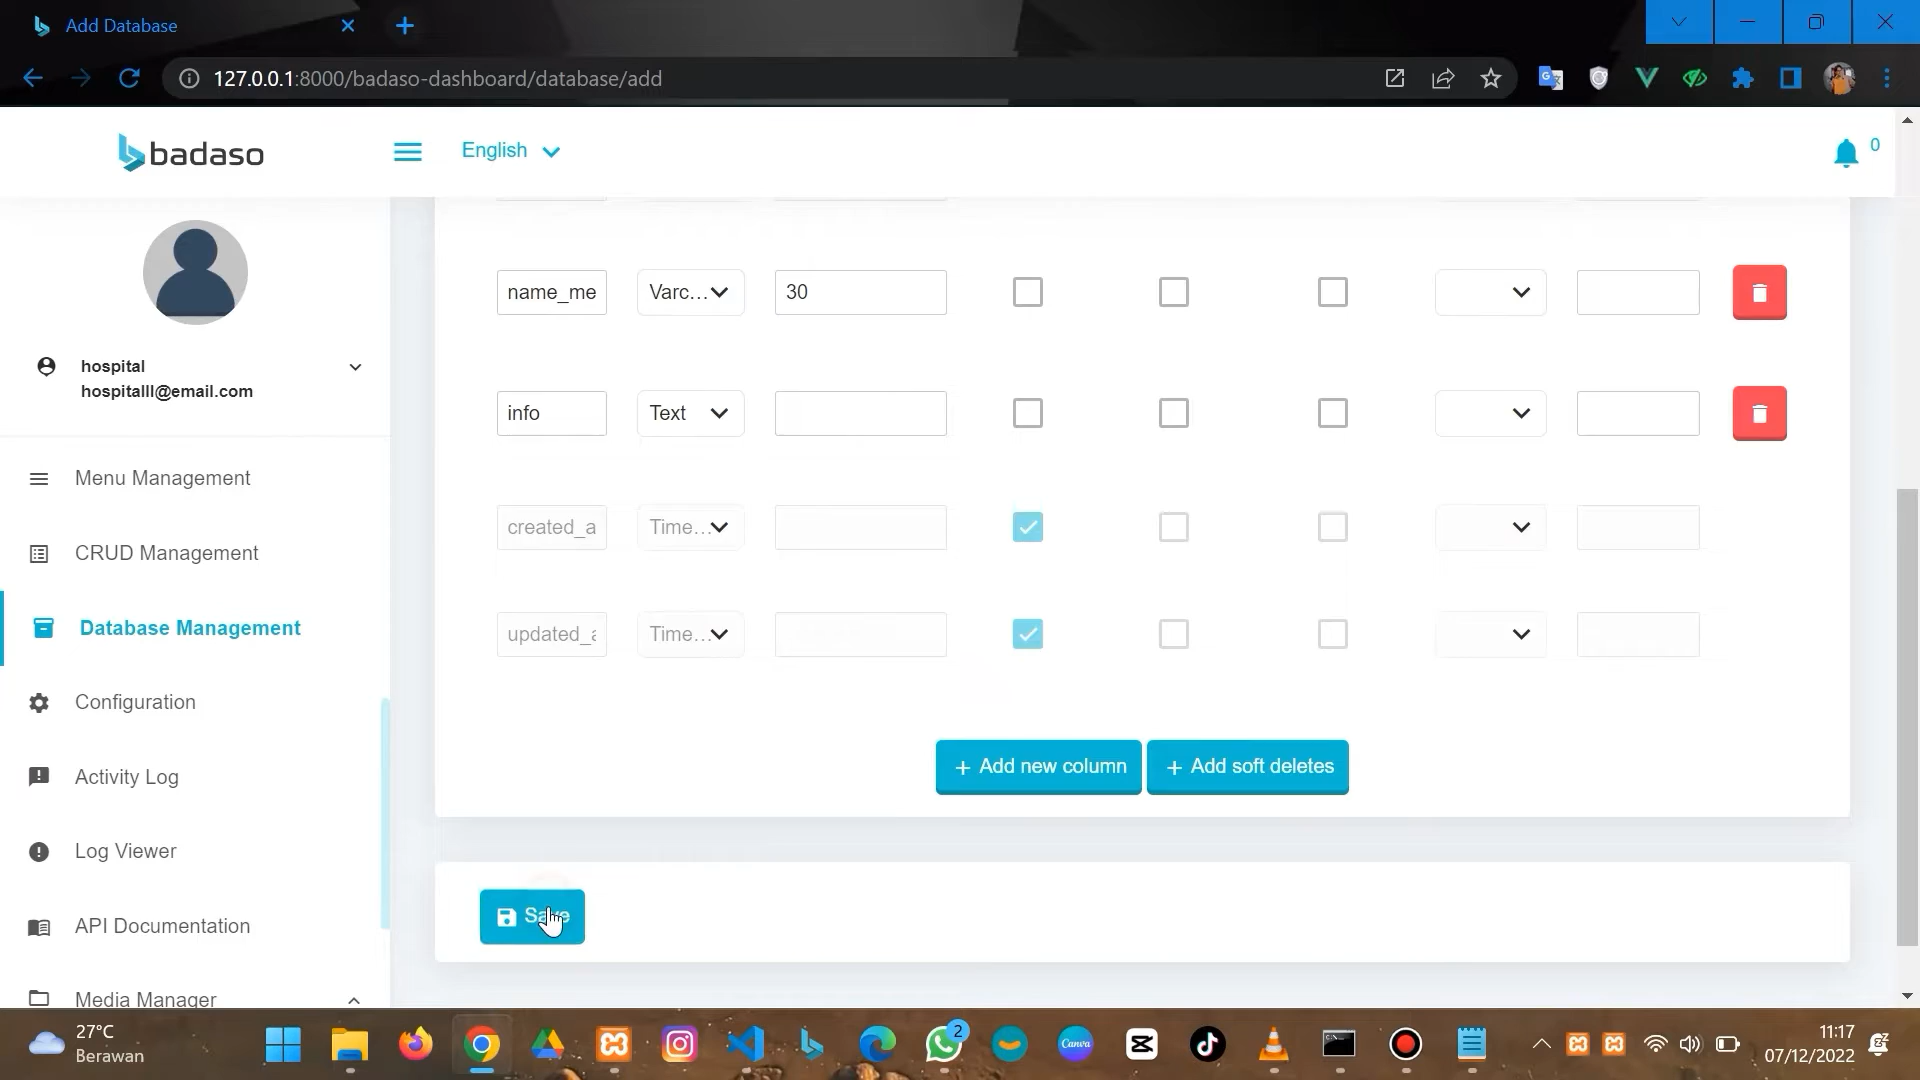 Add Database
127.0.0.1:8000/badaso-dashboard/database/add
badaso
English
0
hospital
hospitalll@email.com
Menu Management
CRUD Management
Database Management
Configuration
Activity Log
Log Viewer
API Documentation
Media Manager
name_me
Varc...
30
info
Text
created_a
Time...
updated_a
Time...
+ Add new column
+ Add soft deletes
Save
27°C
Berawan
2
Canva
11:17
07/12/2022